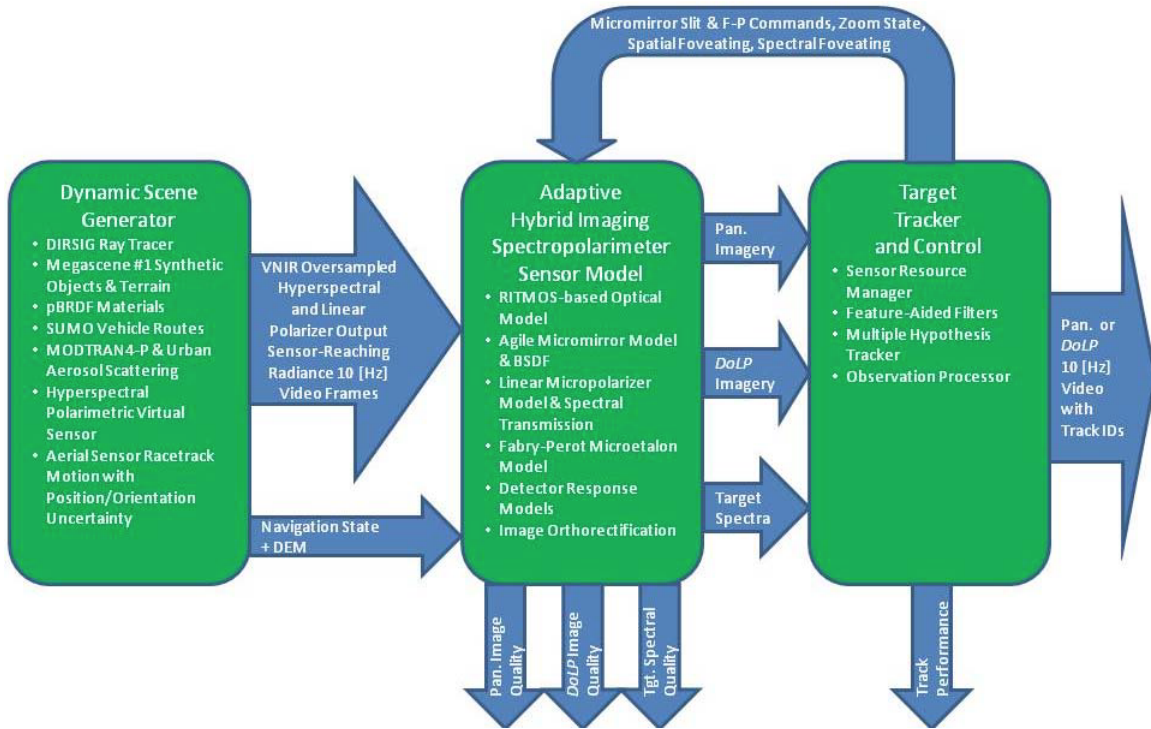 Micromirror Slit & F-P Commands, Zoom State,
Spatial Foveating, Spectral Foveating
Dynamic Scene
Generator
• DIRSIG Ray Tracer
• Megascene #1 Synthetic
Objects & Terrain
• pBRDF Materials
• SUMO Vehicle Routes
• MODTRAN4-P & Urban
Aerosol Scattering
• Hyperspectral
Polarimetric Virtual
Sensor
• Aerial Sensor Racetrack
Motion with
Position/Orientation
Uncertainty
VNIR Oversampled
Hyperspectral
and Linear
Polarizer Output
Sensor-Reaching
Radiance 10 [Hz]
Video Frames
Navigation State
+ DEM
Adaptive
Hybrid Imaging
Spectropolarimeter
Sensor Model
• RITMOS-based Optical
Model
• Agile Micromirror Model
& BSDF
• Linear Micropolarizer
Model & Spectral
Transmission
• Fabry-Perot Microetalon
Model
• Detector Response
Models
• Image Orthorectification
Pan.
Imagery
DoLP
Imagery
Target
Spectra
Target
Tracker
and Control
• Sensor Resource
Manager
• Feature-Aided Filters
• Multiple Hypothesis
Tracker
• Observation Processor
Pan. or
DoLP
10 [Hz]
Video
with
Track IDs
Pan. Image
Quality
DoLP Image
Quality
Tgt. Spectral
Quality
Track
Performance